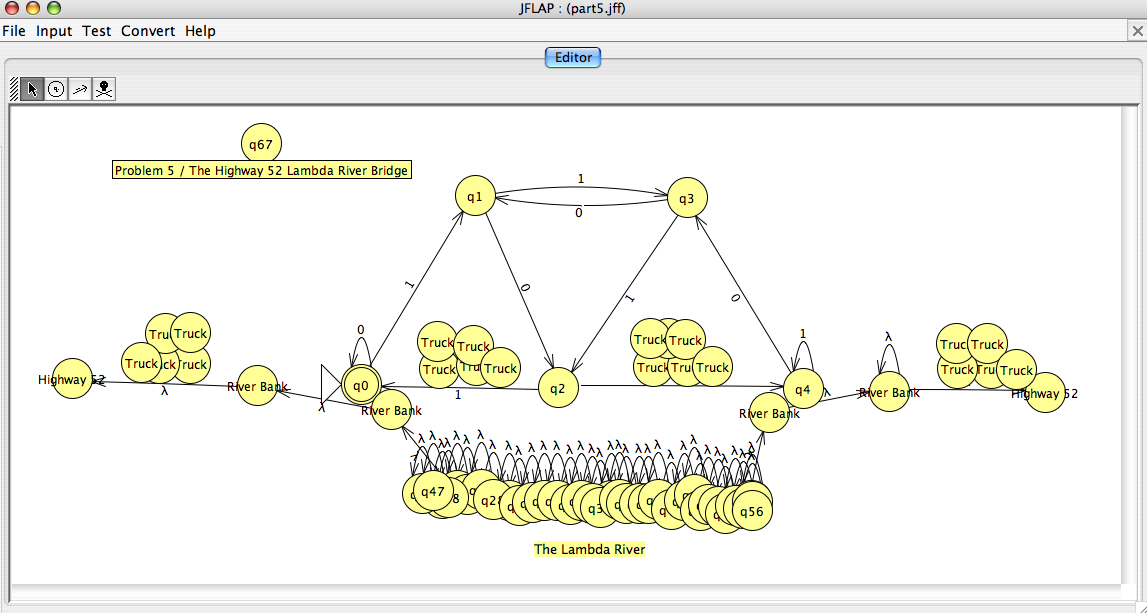 JFLAP : (part5.jff)
File Input Test Convert Help
Editor
q67
Problem 5 / The Highway 52 Lambda River Bridge
q1 1 q3
0
1 0 1 0
0 1
Truck Truck Truck Truck
Truck Truck Truck
λ
Truck Truck Truck Truck Truck Truck
Highway 52 λ River Bank q0 1 q2 q4 λ River Bank Highway 52
λ River Bank River Bank
λ λ λ λ λ λ λ λ λ λ λ λ λ λ λ λ λ λ λ λ λ λ λ λ λ λ
q47 q56
The Lambda River